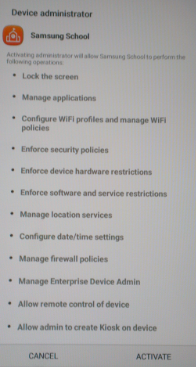 Device administrator
Samsung School
Activating administrator will allow Samsung School to perform the
following operations:
• Lock the screen
• Manage applications
• Configure WiFi profiles and manage WiFi
policies
• Enforce security policies
• Enforce device hardware restrictions
• Enforce software and service restrictions
• Manage location services
• Configure date/time settings
• Manage firewall policies
• Manage Enterprise Device Admin
• Allow remote control of device
• Allow admin to create Kiosk on device
CANCEL ACTIVATE